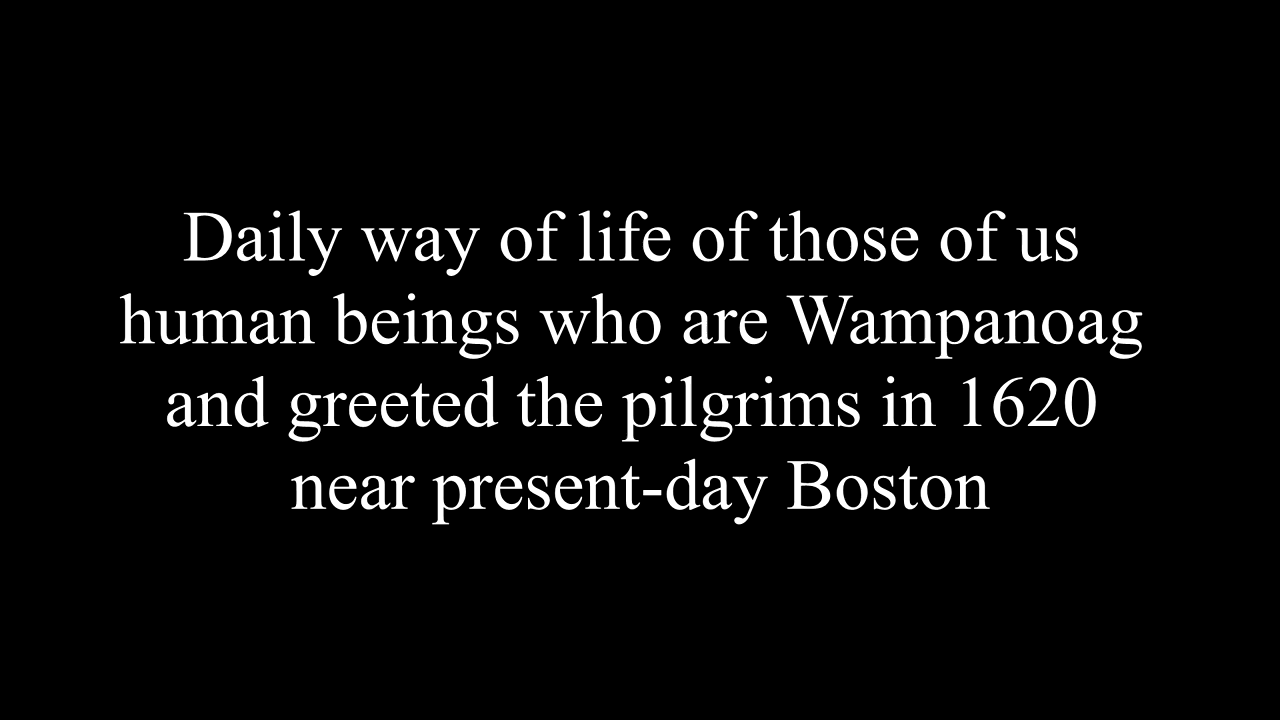 Daily way of life of those of us
human beings who are Wampanoag
and greeted the pilgrims in 1620
near present-day Boston